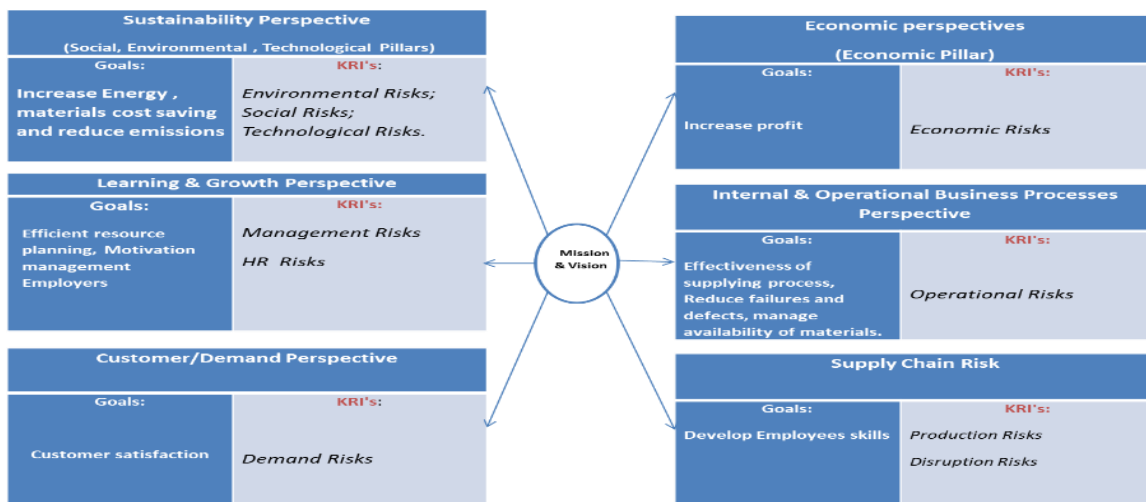 Sustainability Perspective
(Social, Environmental , Technological Pillars)
Goals:
Increase Energy ,
materials cost saving
and reduce emissions
KRI's:
Environmental Risks;
Social Risks;
Technological Risks.
Learning & Growth Perspective
Goals:
Efficient resource
planning, Motivation
management
Employers
KRI's:
Management Risks
HR Risks
Customer/Demand Perspective
Goals:
Customer satisfaction
KRI's:
Demand Risks
Mission
& Vision
Economic perspectives
(Economic Pillar)
Goals:
Increase profit
KRI's:
Economic Risks
Internal & Operational Business Processes
Perspective
Goals:
Effectiveness of
supplying process,
Reduce failures and
defects, manage
availability of materials.
KRI's:
Operational Risks
Supply Chain Risk
Goals:
Develop Employees skills
KRI's:
Production Risks
Disruption Risks